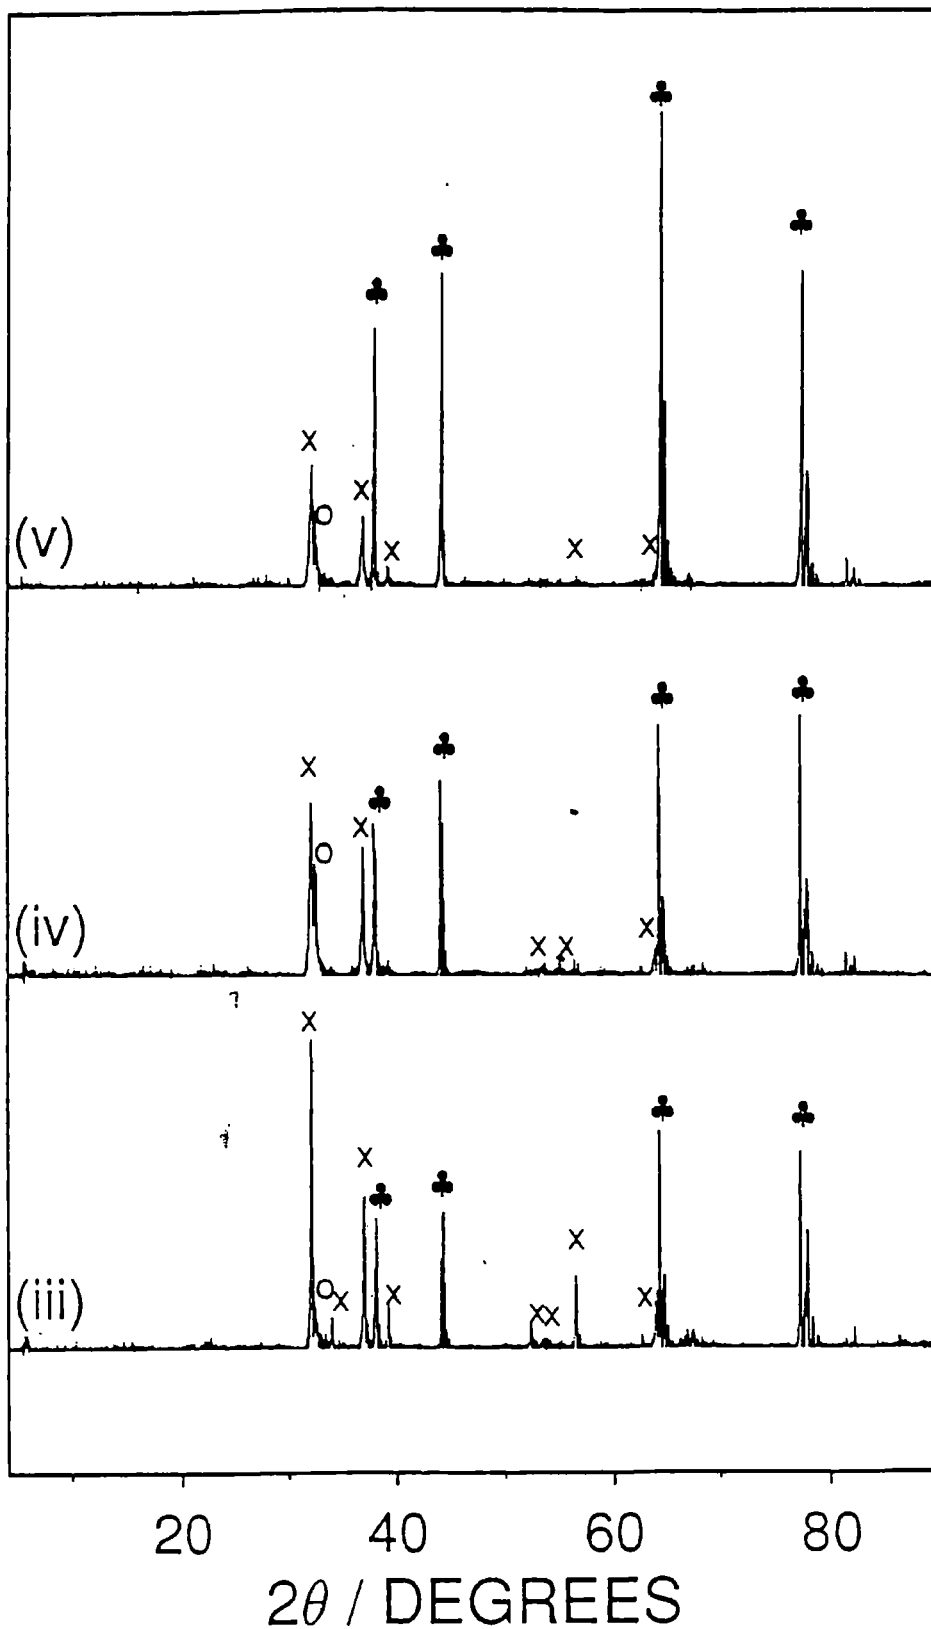 ♣
♣
♣
♣
X
X
O
X
X
X
(v)
♣
♣
♣
X
♣
X
O
X
X X
(iv)
X
♣
♣
X
♣
♣
X
O
X
X
X
X X
(iii)
20 40 60 80
2θ / DEGREES